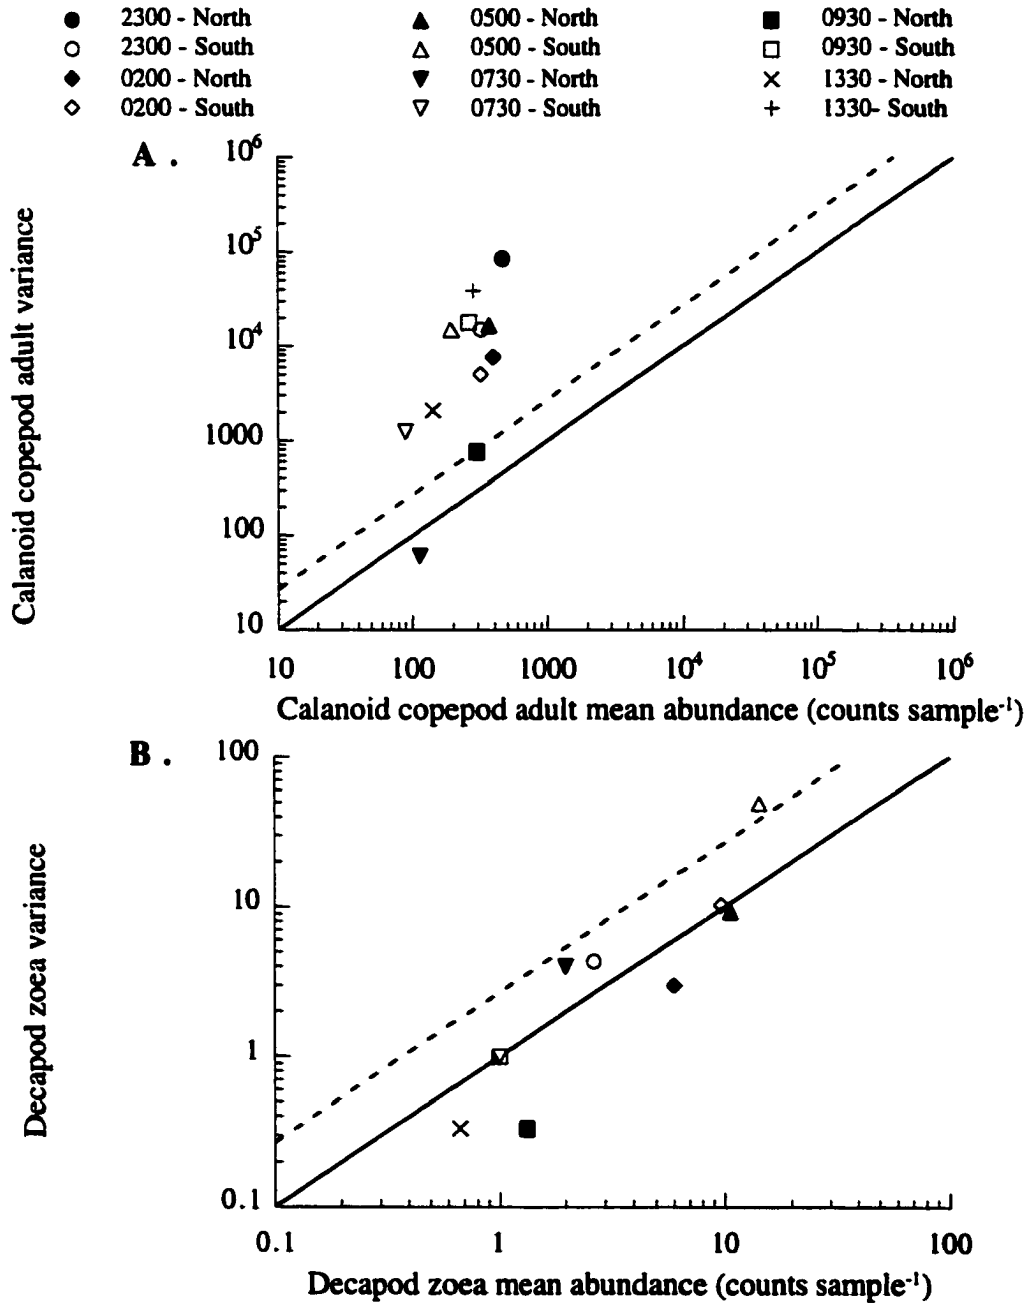 2300 - North 0500 - North 0930 - North
2300 - South 0500 - South 0930 - South
0200 - North 0730 - North 1330 - North
0200 - South 0730 - South 1330- South
A .
Calanoid copepod adult variance
10⁶
10⁵
10⁴
1000
100
10
10 100 1000 10⁴ 10⁵ 10⁶
Calanoid copepod adult mean abundance (counts sample⁻¹)
B .
Decapod zoea variance
100
10
1
0.1
0.1 1 10 100
Decapod zoea mean abundance (counts sample⁻¹)